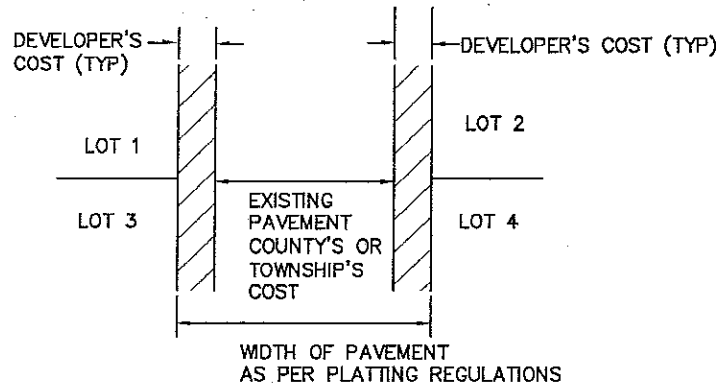 DEVELOPER'S
COST (TYP)
DEVELOPER'S COST (TYP)
LOT 1
LOT 2
LOT 3
LOT 4
EXISTING
PAVEMENT
COUNTY'S OR
TOWNSHIP'S
COST
WIDTH OF PAVEMENT
AS PER PLATTING REGULATIONS